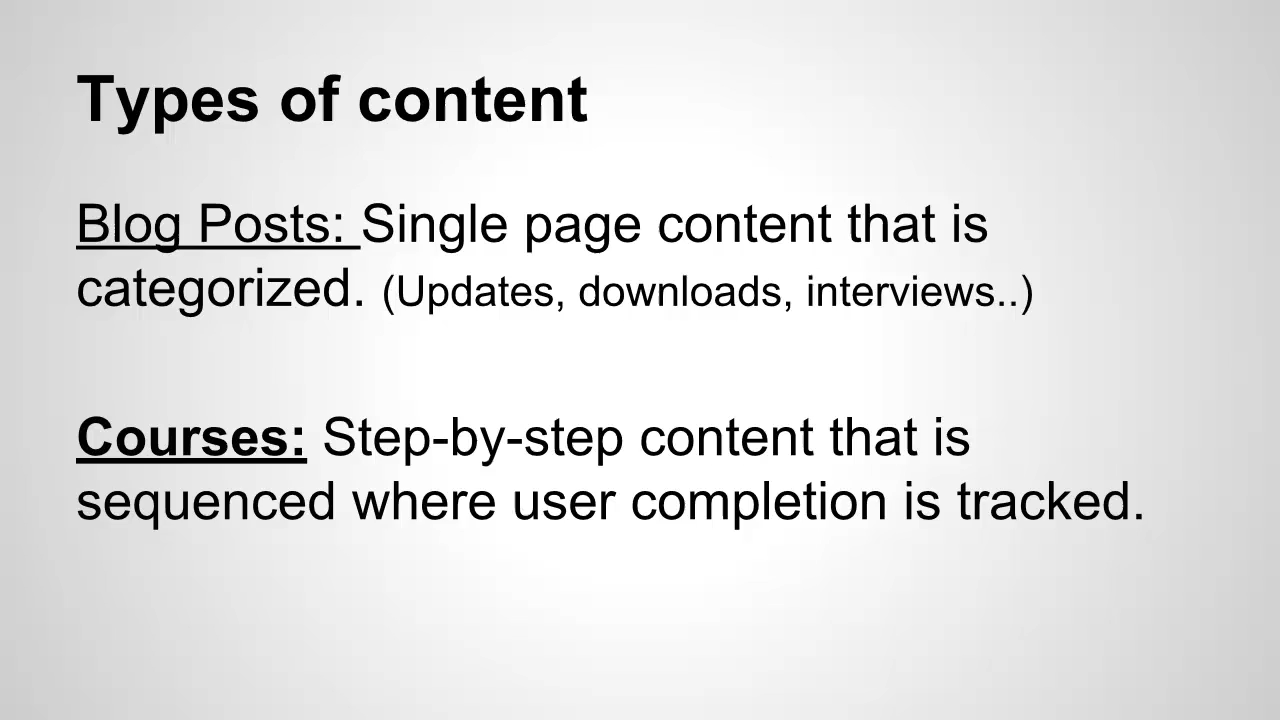 Types of content
Blog Posts: Single page content that is
categorized. (Updates, downloads, interviews..)
Courses: Step-by-step content that is
sequenced where user completion is tracked.